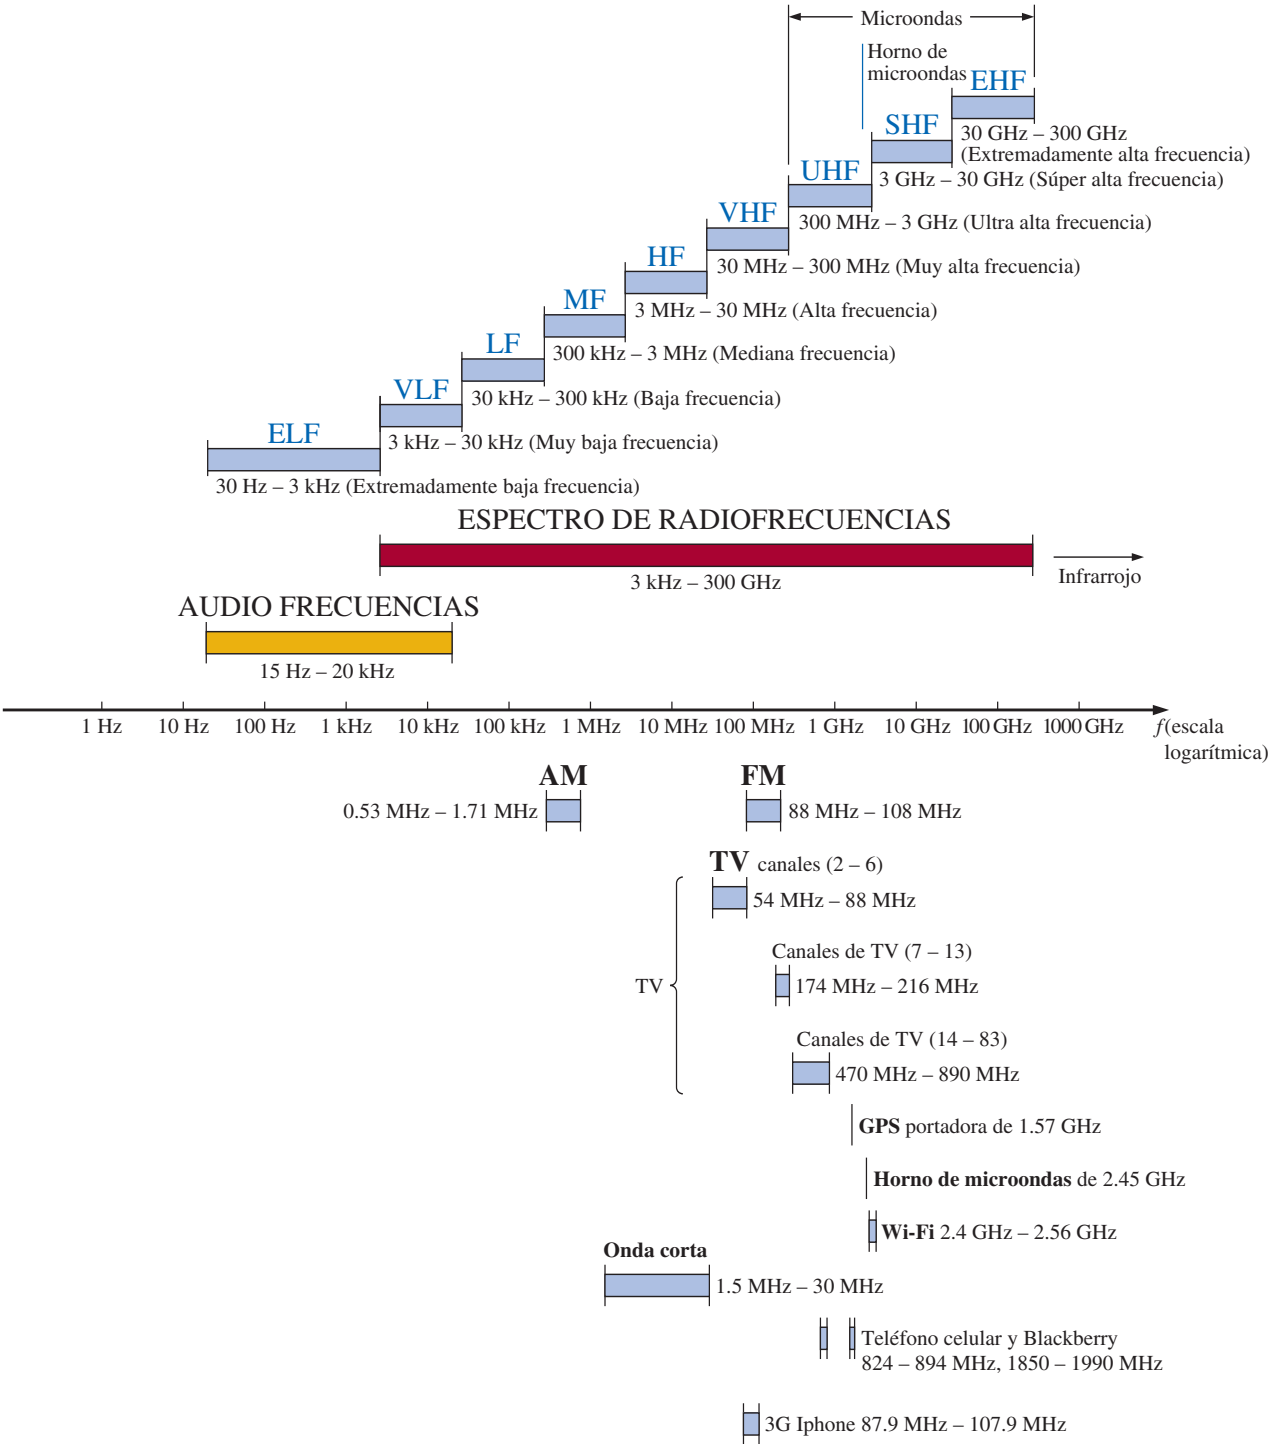 Microondas
Horno de
microondas
EHF
30 GHz – 300 GHz
(Extremadamente alta frecuencia)
SHF
3 GHz – 30 GHz (Súper alta frecuencia)
UHF
300 MHz – 3 GHz (Ultra alta frecuencia)
VHF
30 MHz – 300 MHz (Muy alta frecuencia)
HF
3 MHz – 30 MHz (Alta frecuencia)
MF
300 kHz – 3 MHz (Mediana frecuencia)
LF
30 kHz – 300 kHz (Baja frecuencia)
VLF
3 kHz – 30 kHz (Muy baja frecuencia)
ELF
30 Hz – 3 kHz (Extremadamente baja frecuencia)
ESPECTRO DE RADIOFRECUENCIAS
3 kHz – 300 GHz
Infrarrojo
AUDIO FRECUENCIAS
15 Hz – 20 kHz
1 Hz 10 Hz 100 Hz 1 kHz 10 kHz 100 kHz 1 MHz 10 MHz 100 MHz 1 GHz 10 GHz 100 GHz 1000 GHz f(escala
logarítmica)
AM
0.53 MHz – 1.71 MHz
FM
88 MHz – 108 MHz
TV canales (2 – 6)
54 MHz – 88 MHz
Canales de TV (7 – 13)
TV
174 MHz – 216 MHz
Canales de TV (14 – 83)
470 MHz – 890 MHz
GPS portadora de 1.57 GHz
Horno de microondas de 2.45 GHz
Wi-Fi 2.4 GHz – 2.56 GHz
Onda corta
1.5 MHz – 30 MHz
Teléfono celular y Blackberry
824 – 894 MHz, 1850 – 1990 MHz
3G Iphone 87.9 MHz – 107.9 MHz